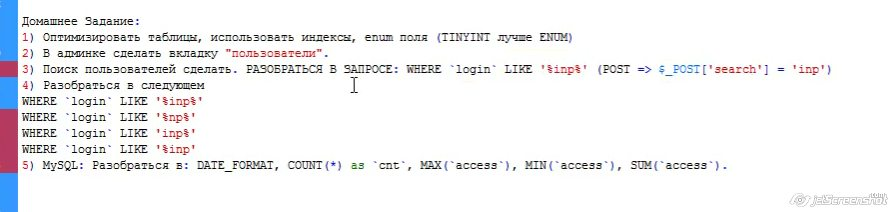 Домашнее Задание:
1) Оптимизировать таблицы, использовать индексы, enum поля (TINYINT лучше ENUM)
2) В админке сделать вкладку "пользователи".
3) Поиск пользователей сделать. РАЗОБРАТЬСЯ В ЗАПРОСЕ: WHERE `login` LIKE '%inp%' (POST => $_POST['search'] = 'inp')
4) Разобраться в следующем
WHERE `login` LIKE '%inp%'
WHERE `login` LIKE '%np%'
WHERE `login` LIKE 'inp%'
WHERE `login` LIKE '%inp'
5) MySQL: Разобраться в: DATE_FORMAT, COUNT(*) as `cnt`, MAX(`access`), MIN(`access`), SUM(`access`).
jetScreenshot